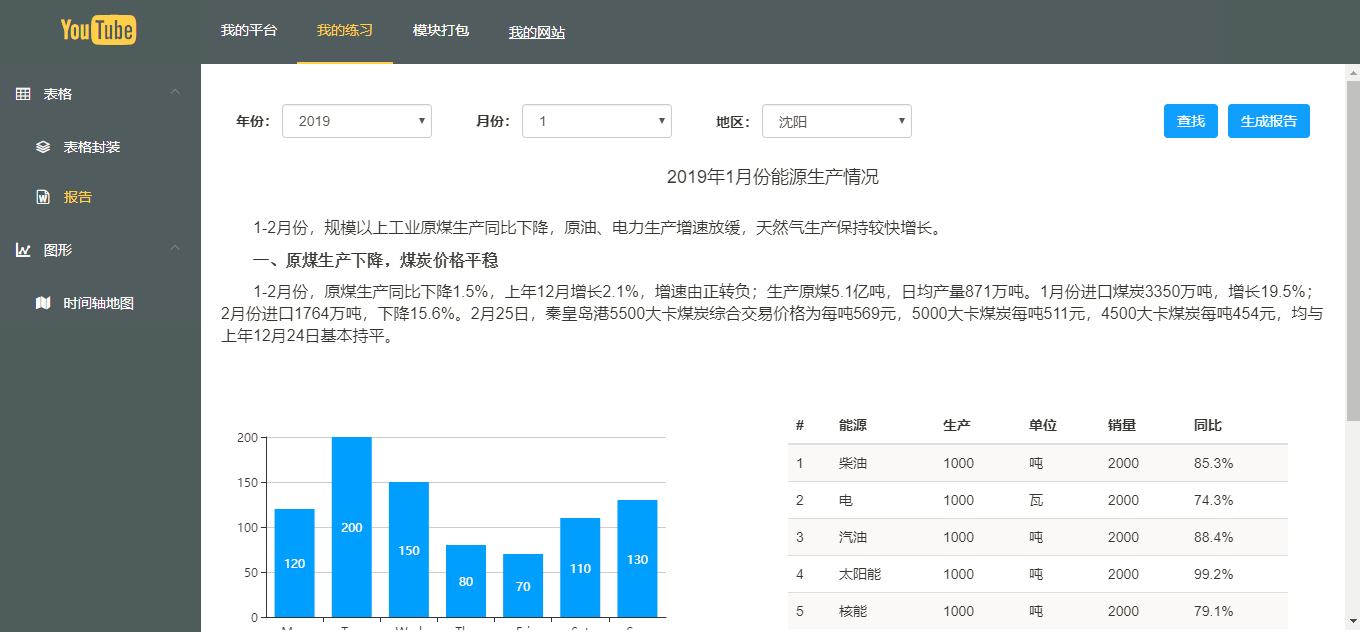 YouTube
我的平台 我的练习 模块打包 我的网站
表格
表格封装
报告
图形
时间轴地图
年份: 2019 月份: 1 地区: 沈阳 查找 生成报告
2019年1月份能源生产情况
1-2月份，规模以上工业原煤生产同比下降，原油、电力生产增速放缓，天然气生产保持较快增长。
一、原煤生产下降，煤炭价格平稳
1-2月份，原煤生产同比下降1.5%，上年12月增长2.1%，增速由正转负；生产原煤5.1亿吨，日均产量871万吨。1月份进口煤炭3350万吨，增长19.5%；
2月份进口1764万吨，下降15.6%。2月25日，秦皇岛港5500大卡煤炭综合交易价格为每吨569元，5000大卡煤炭每吨511元，4500大卡煤炭每吨454元，均与
上年12月24日基本持平。
200
150
100
50
0
120 200 150 80 70 110 130
# 能源 生产 单位 销量 同比
1 柴油 1000 吨 2000 85.3%
2 电 1000 瓦 2000 74.3%
3 汽油 1000 吨 2000 88.4%
4 太阳能 1000 吨 2000 99.2%
5 核能 1000 吨 2000 79.1%